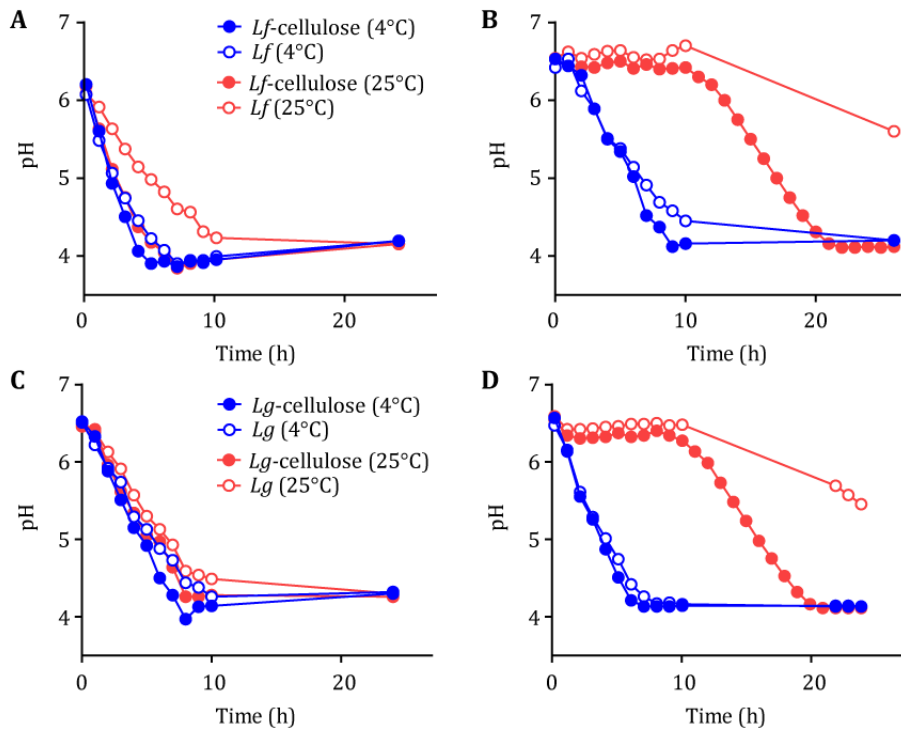 A
7
6
5
4
pH
0
10
20
Time (h)
Lf-cellulose (4°C)
Lf (4°C)
Lf-cellulose (25°C)
Lf (25°C)
B
7
6
5
4
pH
0
10
20
Time (h)
C
7
6
5
4
pH
0
10
20
Time (h)
Lg-cellulose (4°C)
Lg (4°C)
Lg-cellulose (25°C)
Lg (25°C)
D
7
6
5
4
pH
0
10
20
Time (h)